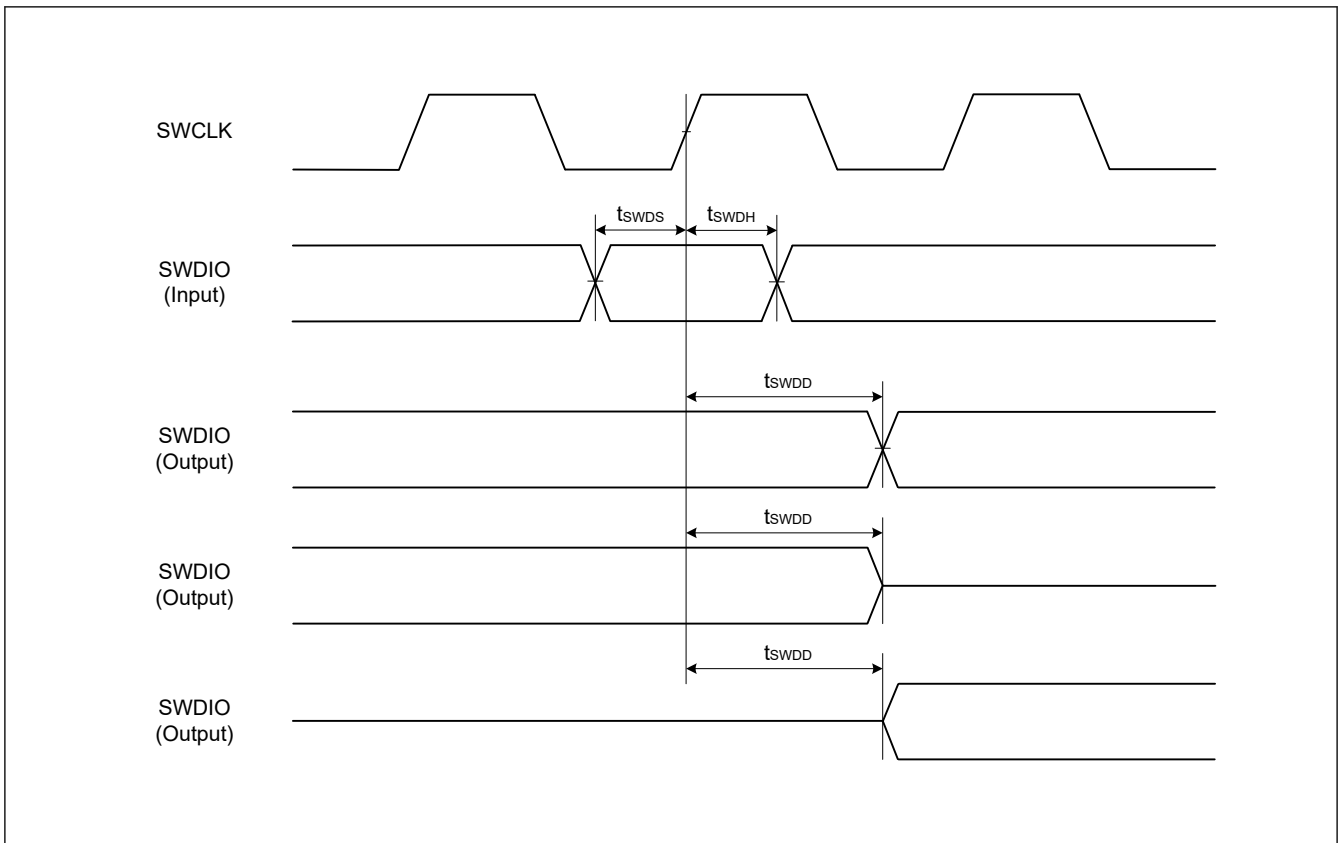 SWCLK
tSWDS
tSWDH
SWDIO
(Input)
tSWDD
SWDIO
(Output)
tSWDD
SWDIO
(Output)
tSWDD
SWDIO
(Output)